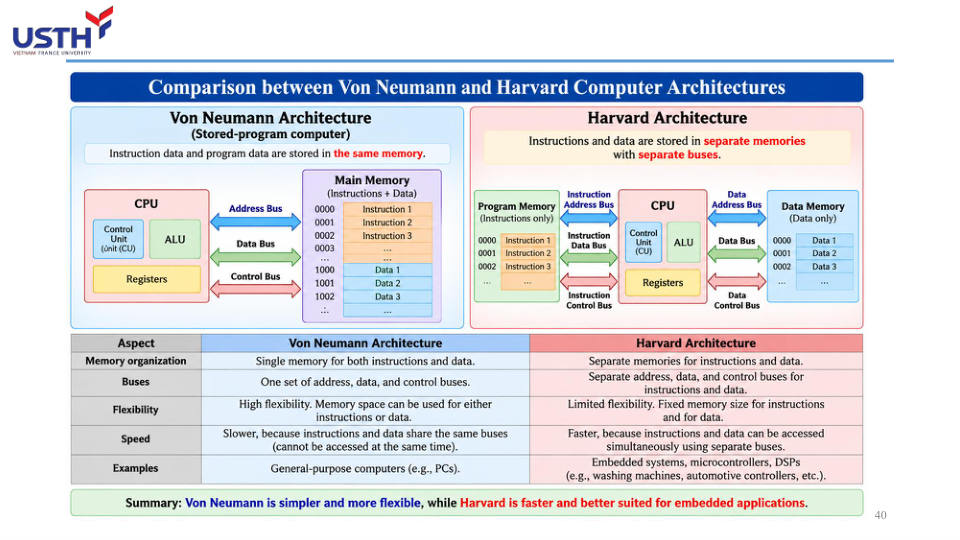 USTH
VIETNAM FRANCE UNIVERSITY
Comparison between Von Neumann and Harvard Computer Architectures
Von Neumann Architecture
(Stored-program computer)
Instruction data and program data are stored in the same memory.
CPU
Control
Unit
(únit (CU)
ALU
Registers
Address Bus
Data Bus
Control Bus
Main Memory
(Instructions + Data)
0000 Instruction 1
0001 Instruction 2
0002 Instruction 3
0003 ...
... ...
1000 Data 1
1001 Data 2
1002 Data 3
... ...
Harvard Architecture
Instructions and data are stored in separate memories
with separate buses.
Program Memory
(Instructions only)
0000 Instruction 1
0001 Instruction 2
0002 Instruction 3
... ...
Instruction
Address Bus
Instruction
Data Bus
Instruction
Control Bus
CPU
Control
Unit
(CU)
ALU
Registers
Data
Address Bus
Data Bus
Data
Control Bus
Data Memory
(Data only)
0000 Data 1
0001 Data 2
0002 Data 3
... ...
Aspect Von Neumann Architecture Harvard Architecture
Memory organization Single memory for both instructions and data. Separate memories for instructions and data.
Buses One set of address, data, and control buses. Separate address, data, and control buses for
instructions and data.
Flexibility High flexibility. Memory space can be used for either
instructions or data.
Limited flexibility. Fixed memory size for instructions
and for data.
Speed Slower, because instructions and data share the same buses
(cannot be accessed at the same time).
Faster, because instructions and data can be accessed
simultaneously using separate buses.
Examples General-purpose computers (e.g., PCs). Embedded systems, microcontrollers, DSPs
(e.g., washing machines, automotive controllers, etc.).
Summary: Von Neumann is simpler and more flexible, while Harvard is faster and better suited for embedded applications.
40